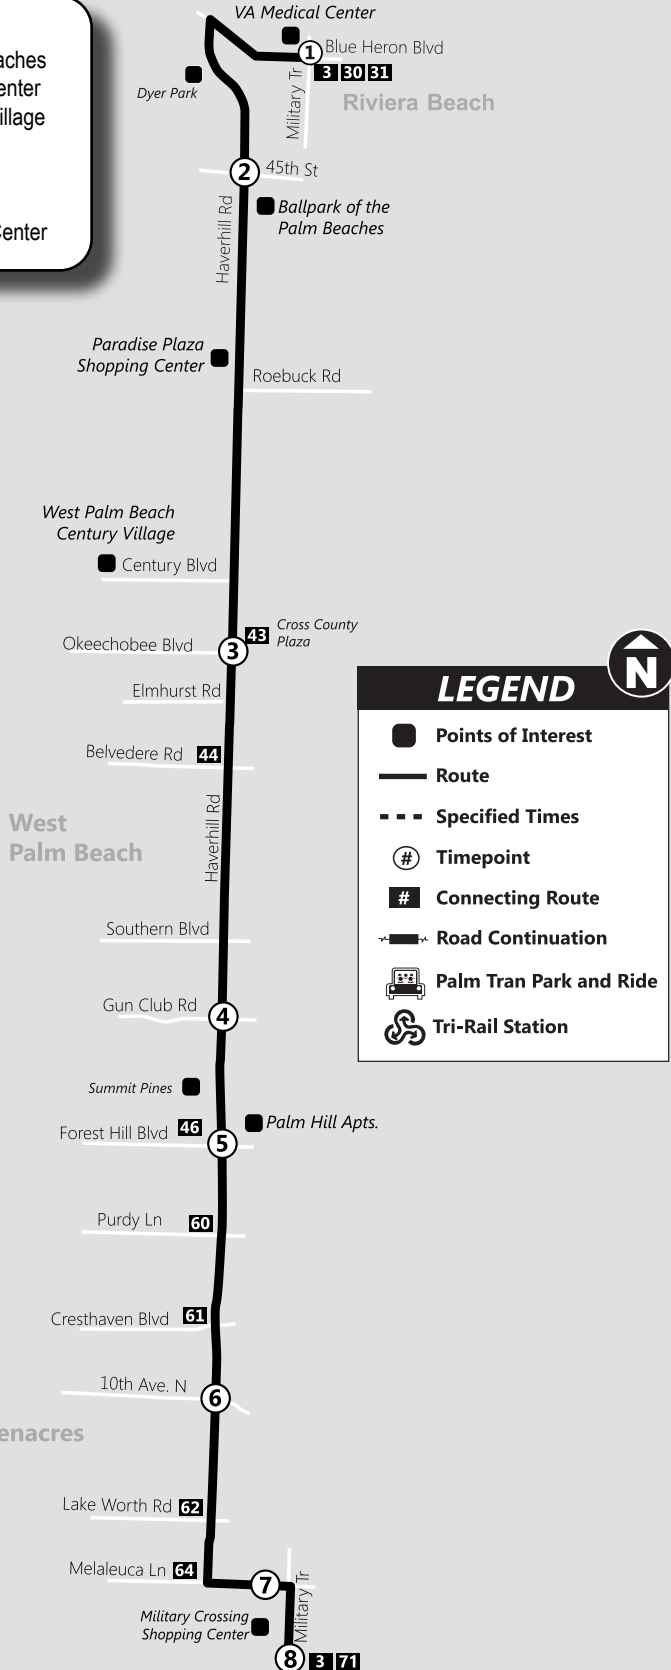 VA Medical Center
1
Blue Heron Blvd
3 30 31
Military Tr
Riviera Beach
Dyer Park
Center
2
45th St
Haverhill Rd
Ballpark of the
Palm Beaches
Paradise Plaza
Shopping Center
Roebuck Rd
West Palm Beach
Century Village
Century Blvd
43
Cross County
Plaza
Okeechobee Blvd
3
Elmhurst Rd
Belvedere Rd
44
Haverhill Rd
West
Palm Beach
Southern Blvd
Gun Club Rd
4
Summit Pines
Palm Hill Apts.
Forest Hill Blvd
46
5
Purdy Ln
60
Cresthaven Blvd
61
10th Ave. N
6
enacres
Lake Worth Rd
62
Melaleuca Ln
64
7
Military Tr
Military Crossing
Shopping Center
8
3 71
N
LEGEND
Points of Interest
Route
Specified Times
# Timepoint
# Connecting Route
Road Continuation
Palm Tran Park and Ride
Tri-Rail Station